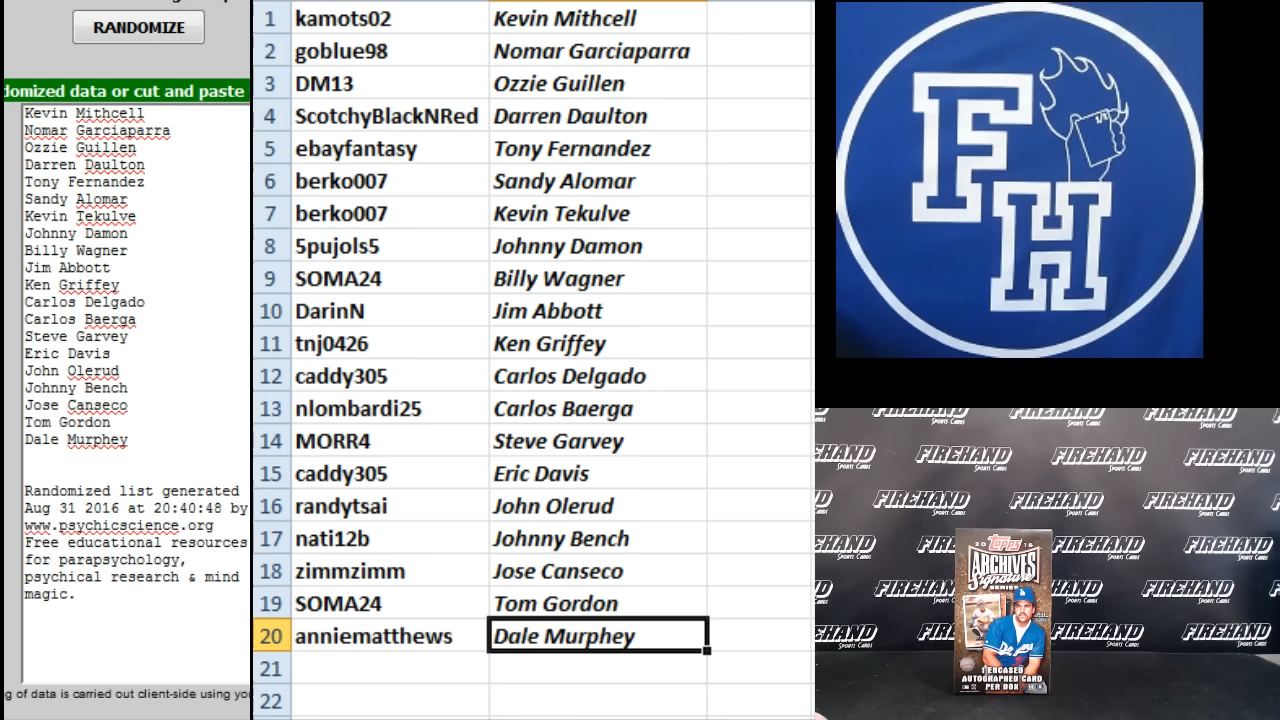 RANDOMIZE
domized data or cut and paste
Kevin Mithcell
Nomar Garciaparra
Ozzie Guillen
Darren Daulton
Tony Fernandez
Sandy Alomar
Kevin Tekulve
Johnny Damon
Billy Wagner
Jim Abbott
Ken Griffey
Carlos Delgado
Carlos Baerga
Steve Garvey
Eric Davis
John Olerud
Johnny Bench
Jose Canseco
Tom Gordon
Dale Murphey
Randomized list generated
Aug 31 2016 at 20:40:48 by
www.psychicscience.org
Free educational resources
for parapsychology,
psychical research & mind
magic.
g of data is carried out client-side using you
1 kamots02 Kevin Mithcell
2 goblue98 Nomar Garciaparra
3 DM13 Ozzie Guillen
4 ScotchyBlackNRed Darren Daulton
5 ebayfantasy Tony Fernandez
6 berko007 Sandy Alomar
7 berko007 Kevin Tekulve
8 5pujols5 Johnny Damon
9 SOMA24 Billy Wagner
10 DarinN Jim Abbott
11 tnj0426 Ken Griffey
12 caddy305 Carlos Delgado
13 nlombardi25 Carlos Baerga
14 MORR4 Steve Garvey
15 caddy305 Eric Davis
16 randytsai John Olerud
17 nati12b Johnny Bench
18 zimmzimm Jose Canseco
19 SOMA24 Tom Gordon
20 anniematthews Dale Murphey
21
22
FH
1/1
FIREHAND
SPORTS CARDS
2016
Topps
ARCHIVES
Signature
SERIES
Dodgers
1 ENCASED
AUTOGRAPHED CARD
PER BOX